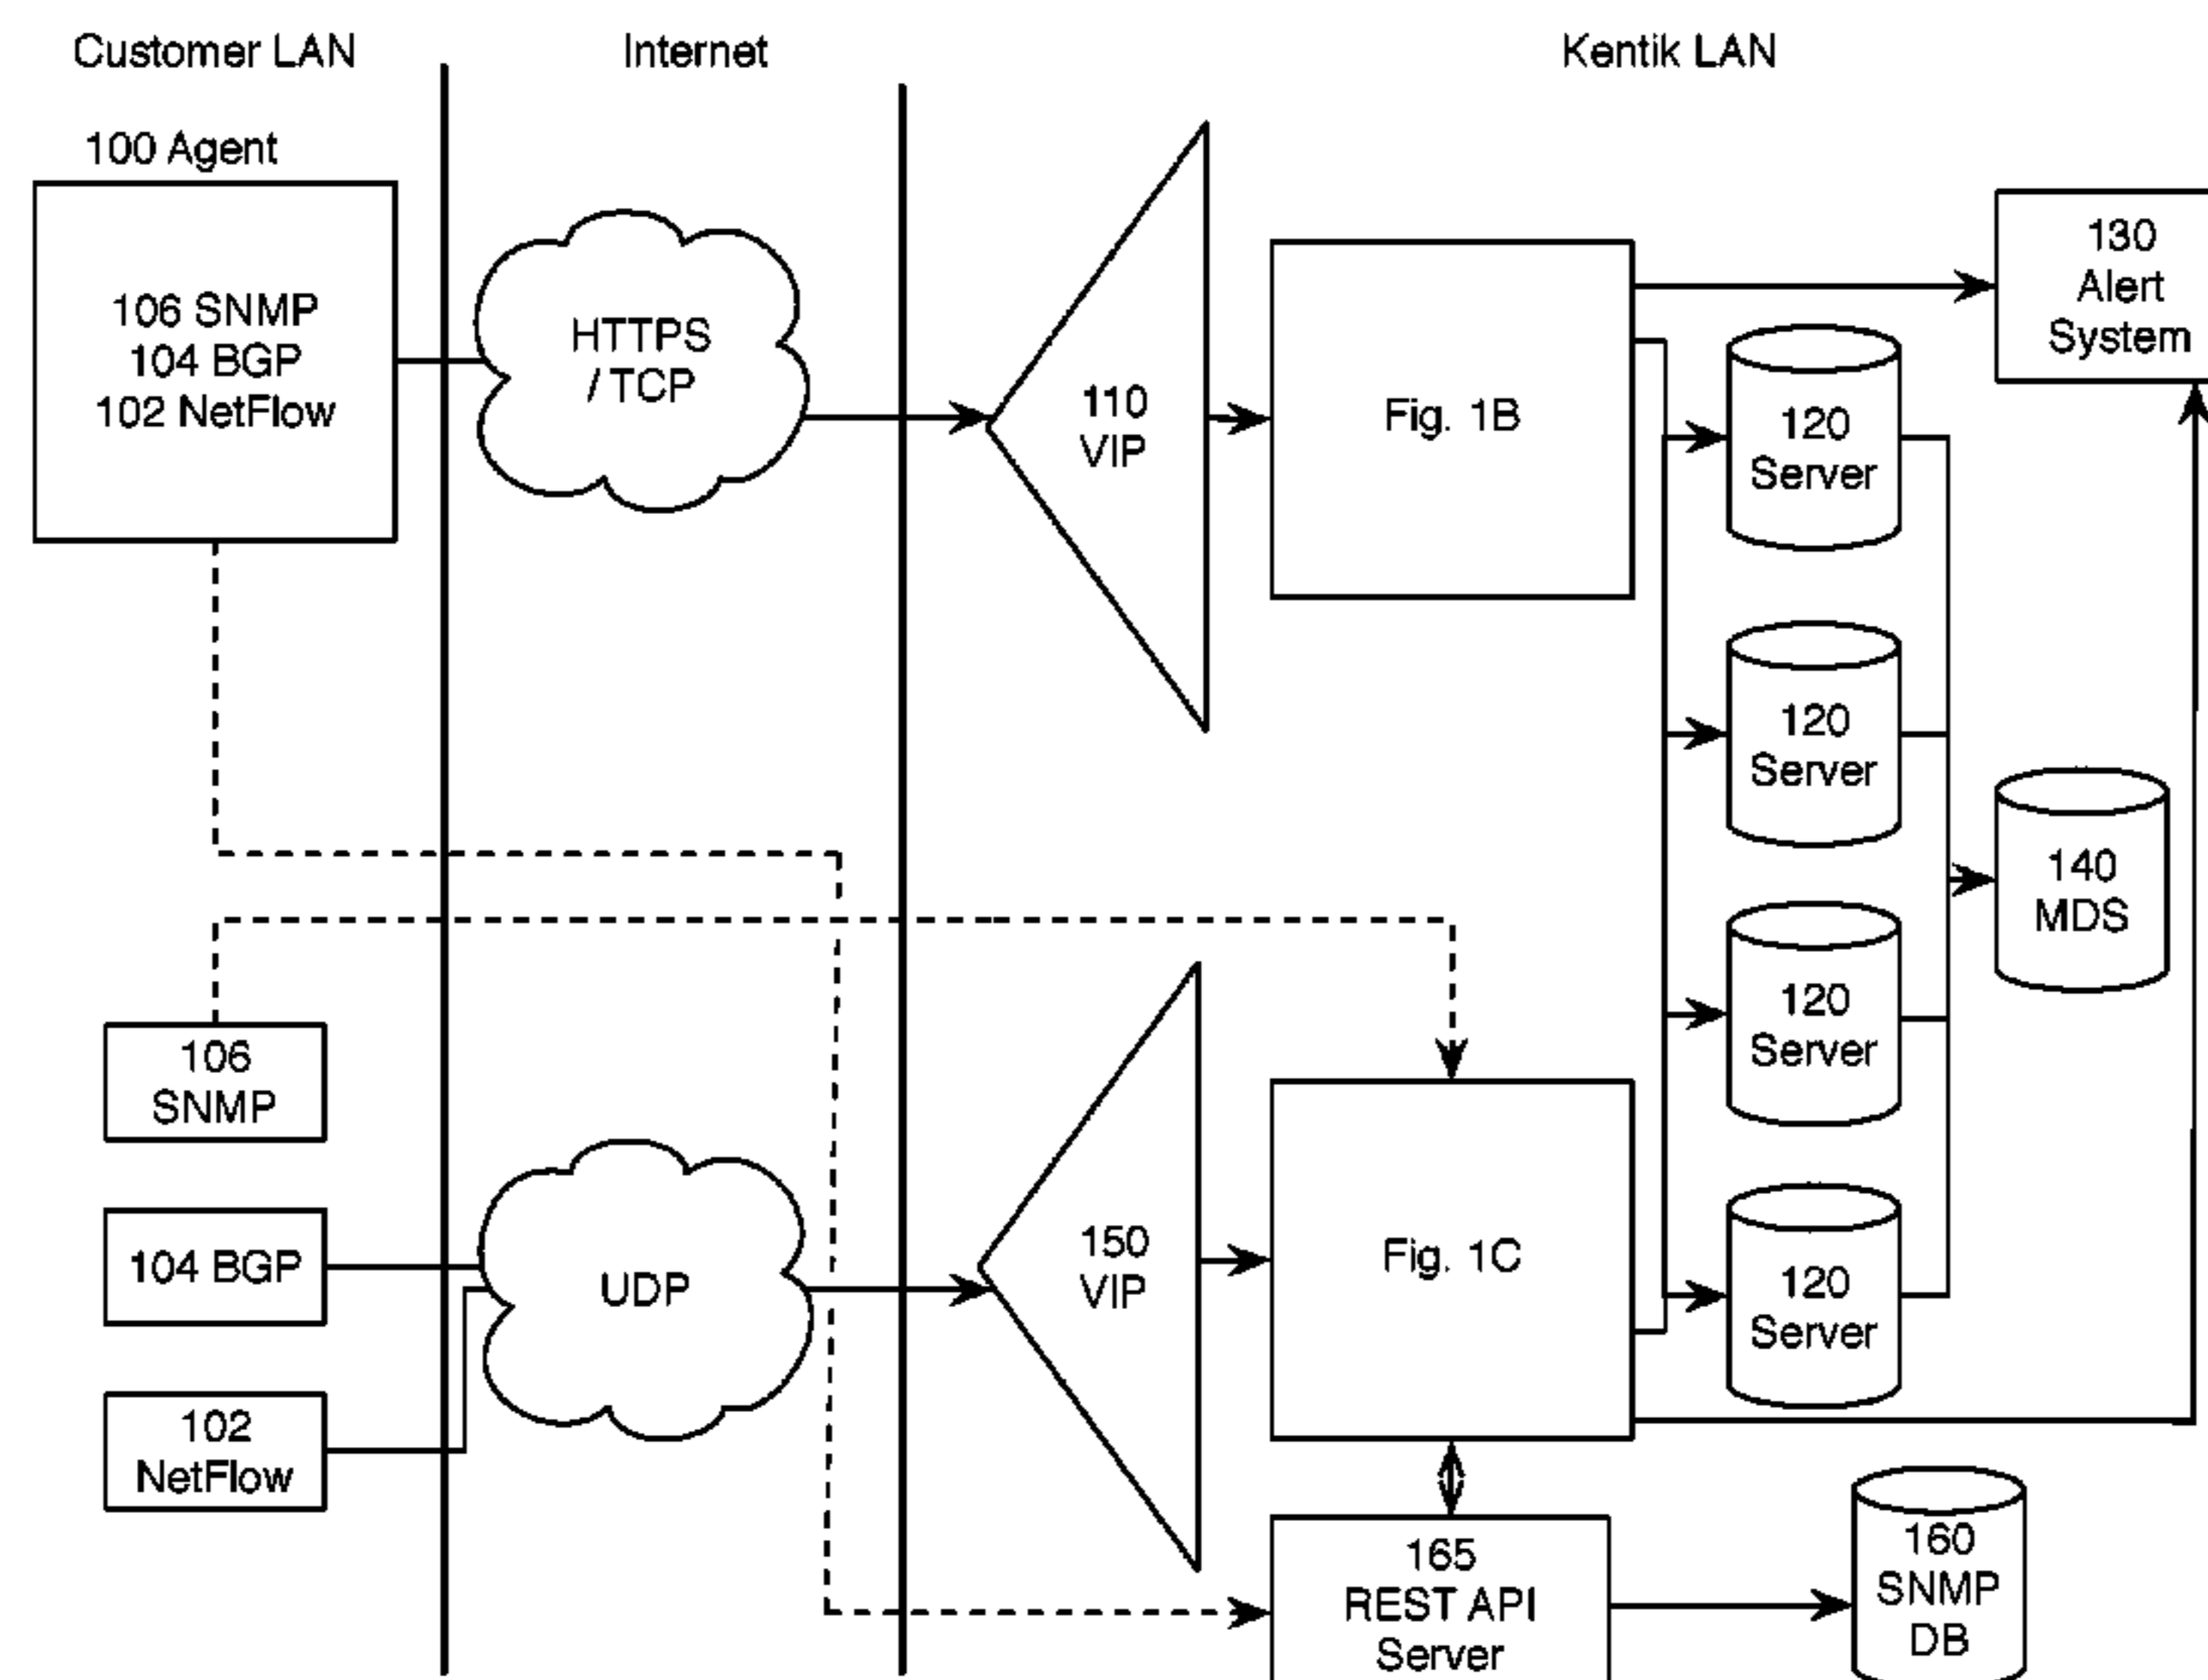 Customer LAN
Internet
Kentik LAN
100 Agent
106 SNMP
104 BGP
102 NetFlow
HTTPS
/ TCP
110
VIP
Fig. 1B
130
Alert
System
120
Server
120
Server
140
MDS
120
Server
120
Server
106
SNMP
104 BGP
102
NetFlow
UDP
150
VIP
Fig. 1C
165
REST API
Server
160
SNMP
DB